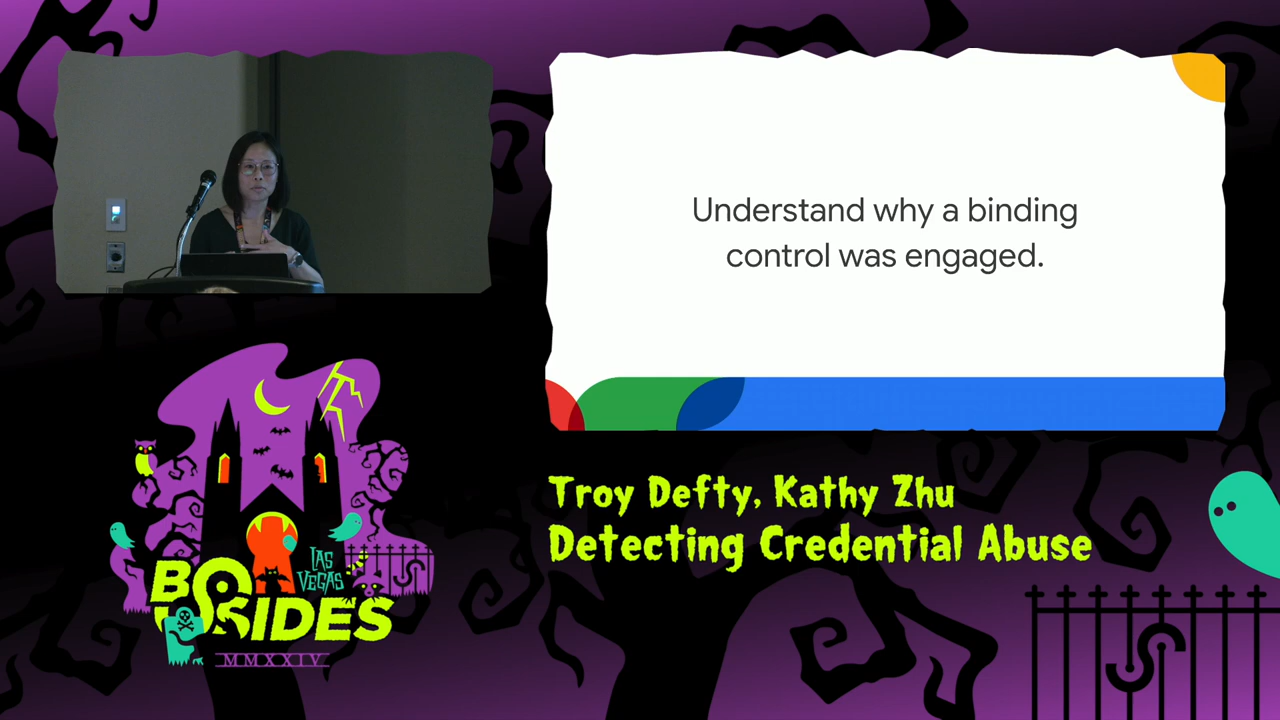 Understand why a binding
control was engaged.
Troy Defty, Kathy Zhu
Detecting Credential Abuse
LAS
VEGAS
BSIDES
MMXXIV